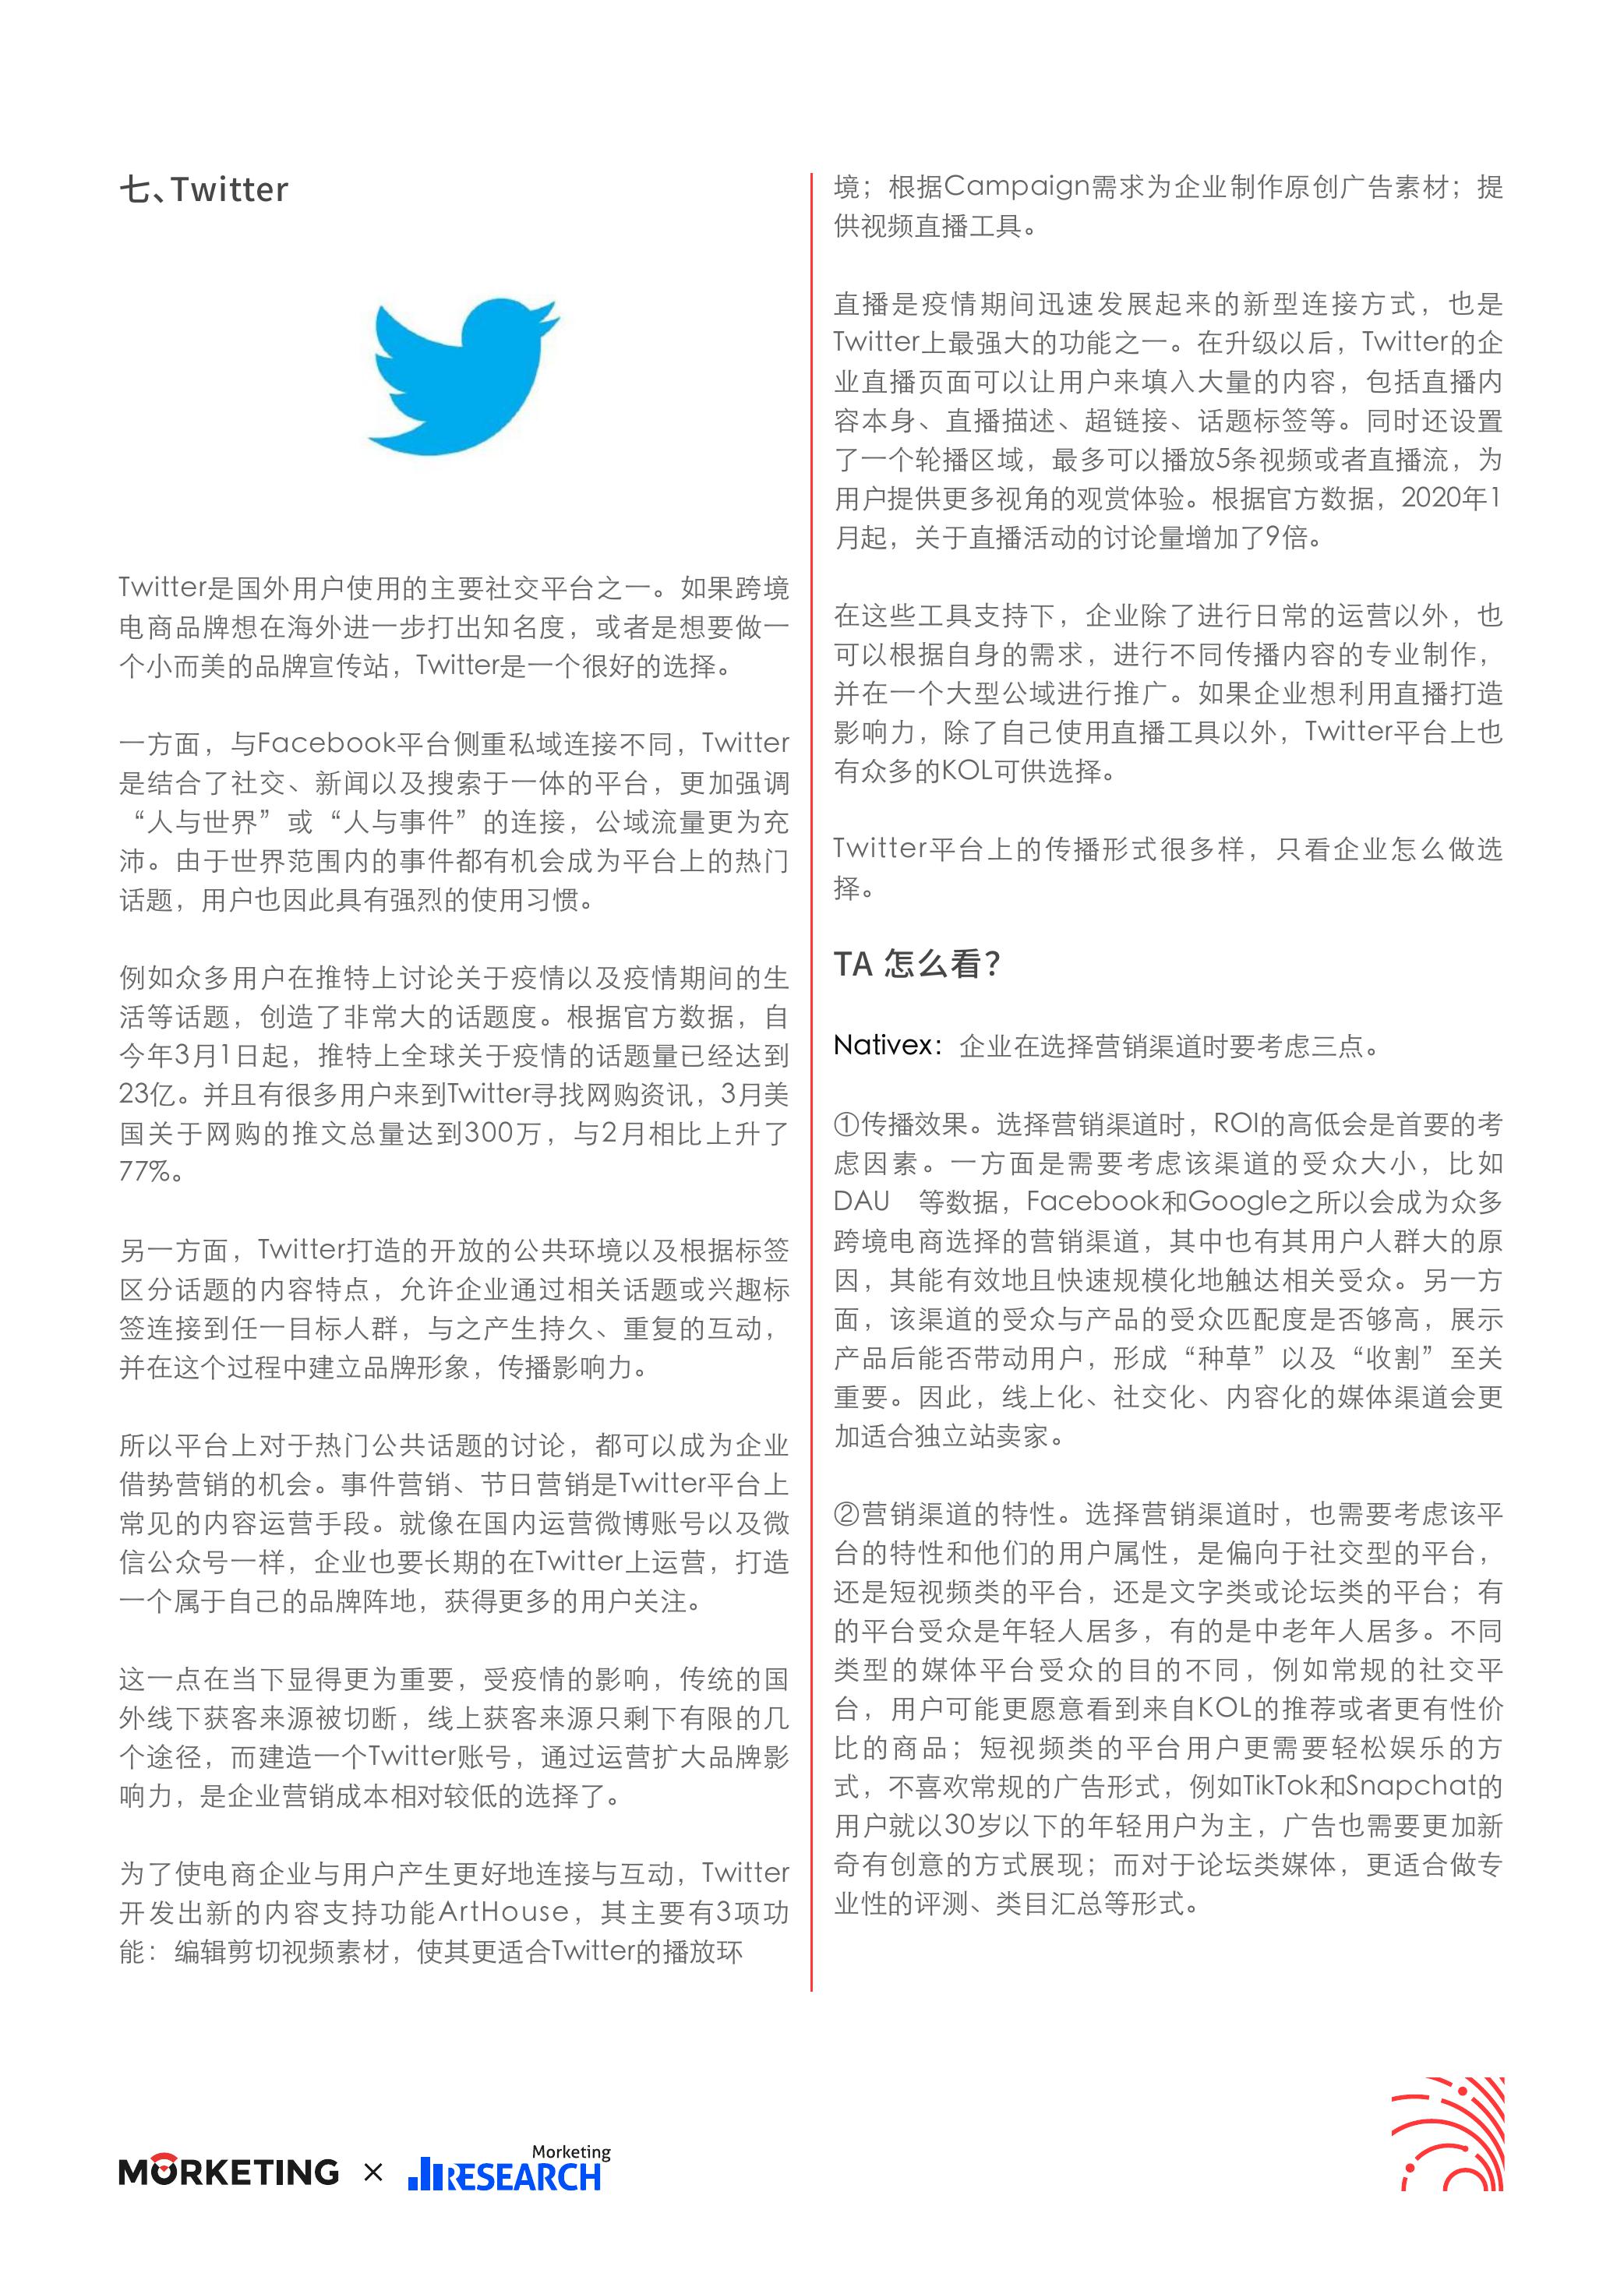 七、Twitter
Twitter是国外用户使用的主要社交平台之一。如果跨境
电商品牌想在海外进一步打出知名度，或者是想要做一
个小而美的品牌宣传站，Twitter是一个很好的选择。
一方面，与Facebook平台侧重私域连接不同，Twitter
是结合了社交、新闻以及搜索于一体的平台，更加强调
“人与世界”或“人与事件”的连接，公域流量更为充
沛。由于世界范围内的事件都有机会成为平台上的热门
话题，用户也因此具有强烈的使用习惯。
例如众多用户在推特上讨论关于疫情以及疫情期间的生
活等话题，创造了非常大的话题度。根据官方数据，自
今年3月1日起，推特上全球关于疫情的话题量已经达到
23亿。并且有很多用户来到Twitter寻找网购资讯，3月美
国关于网购的推文总量达到300万，与2月相比上升了
77%。
另一方面，Twitter打造的开放的公共环境以及根据标签
区分话题的内容特点，允许企业通过相关话题或兴趣标
签连接到任一目标人群，与之产生持久、重复的互动，
并在这个过程中建立品牌形象，传播影响力。
所以平台上对于热门公共话题的讨论，都可以成为企业
借势营销的机会。事件营销、节日营销是Twitter平台上
常见的内容运营手段。就像在国内运营微博账号以及微
信公众号一样，企业也要长期的在Twitter上运营，打造
一个属于自己的品牌阵地，获得更多的用户关注。
这一点在当下显得更为重要，受疫情的影响，传统的国
外线下获客来源被切断，线上获客来源只剩下有限的几
个途径，而建造一个Twitter账号，通过运营扩大品牌影
响力，是企业营销成本相对较低的选择了。
为了使电商企业与用户产生更好地连接与互动，Twitter
开发出新的内容支持功能ArtHouse，其主要有3项功
能：编辑剪切视频素材，使其更适合Twitter的播放环
境；根据Campaign需求为企业制作原创广告素材；提
供视频直播工具。
直播是疫情期间迅速发展起来的新型连接方式，也是
Twitter上最强大的功能之一。在升级以后，Twitter的企
业直播页面可以让用户来填入大量的内容，包括直播内
容本身、直播描述、超链接、话题标签等。同时还设置
了一个轮播区域，最多可以播放5条视频或者直播流，为
用户提供更多视角的观赏体验。根据官方数据，2020年1
月起，关于直播活动的讨论量增加了9倍。
在这些工具支持下，企业除了进行日常的运营以外，也
可以根据自身的需求，进行不同传播内容的专业制作，
并在一个大型公域进行推广。如果企业想利用直播打造
影响力，除了自己使用直播工具以外，Twitter平台上也
有众多的KOL可供选择。
Twitter平台上的传播形式很多样，只看企业怎么做选
择。
TA 怎么看？
Nativex：企业在选择营销渠道时要考虑三点。
①传播效果。选择营销渠道时，ROI的高低会是首要的考
虑因素。一方面是需要考虑该渠道的受众大小，比如
DAU 等数据，Facebook和Google之所以会成为众多
跨境电商选择的营销渠道，其中也有其用户人群大的原
因，其能有效地且快速规模化地触达相关受众。另一方
面，该渠道的受众与产品的受众匹配度是否够高，展示
产品后能否带动用户，形成“种草”以及“收割”至关
重要。因此，线上化、社交化、内容化的媒体渠道会更
加适合独立站卖家。
②营销渠道的特性。选择营销渠道时，也需要考虑该平
台的特性和他们的用户属性，是偏向于社交型的平台，
还是短视频类的平台，还是文字类或论坛类的平台；有
的平台受众是年轻人居多，有的是中老年人居多。不同
类型的媒体平台受众的目的不同，例如常规的社交平
台，用户可能更愿意看到来自KOL的推荐或者更有性价
比的商品；短视频类的平台用户更需要轻松娱乐的方
式，不喜欢常规的广告形式，例如TikTok和Snapchat的
用户就以30岁以下的年轻用户为主，广告也需要更加新
奇有创意的方式展现；而对于论坛类媒体，更适合做专
业性的评测、类目汇总等形式。
MORKETING × Morketing RESEARCH